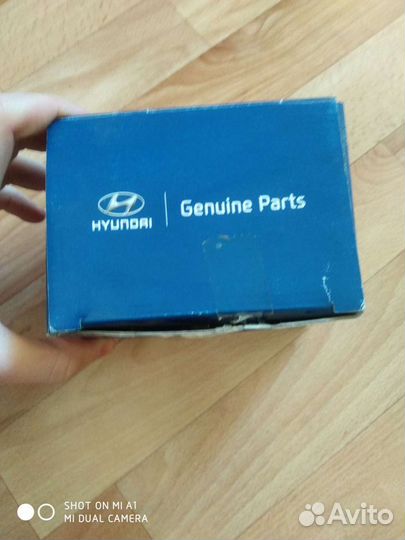 HYUNDAI
Genuine Parts
SHOT ON MI A1
MI DUAL CAMERA
Avito